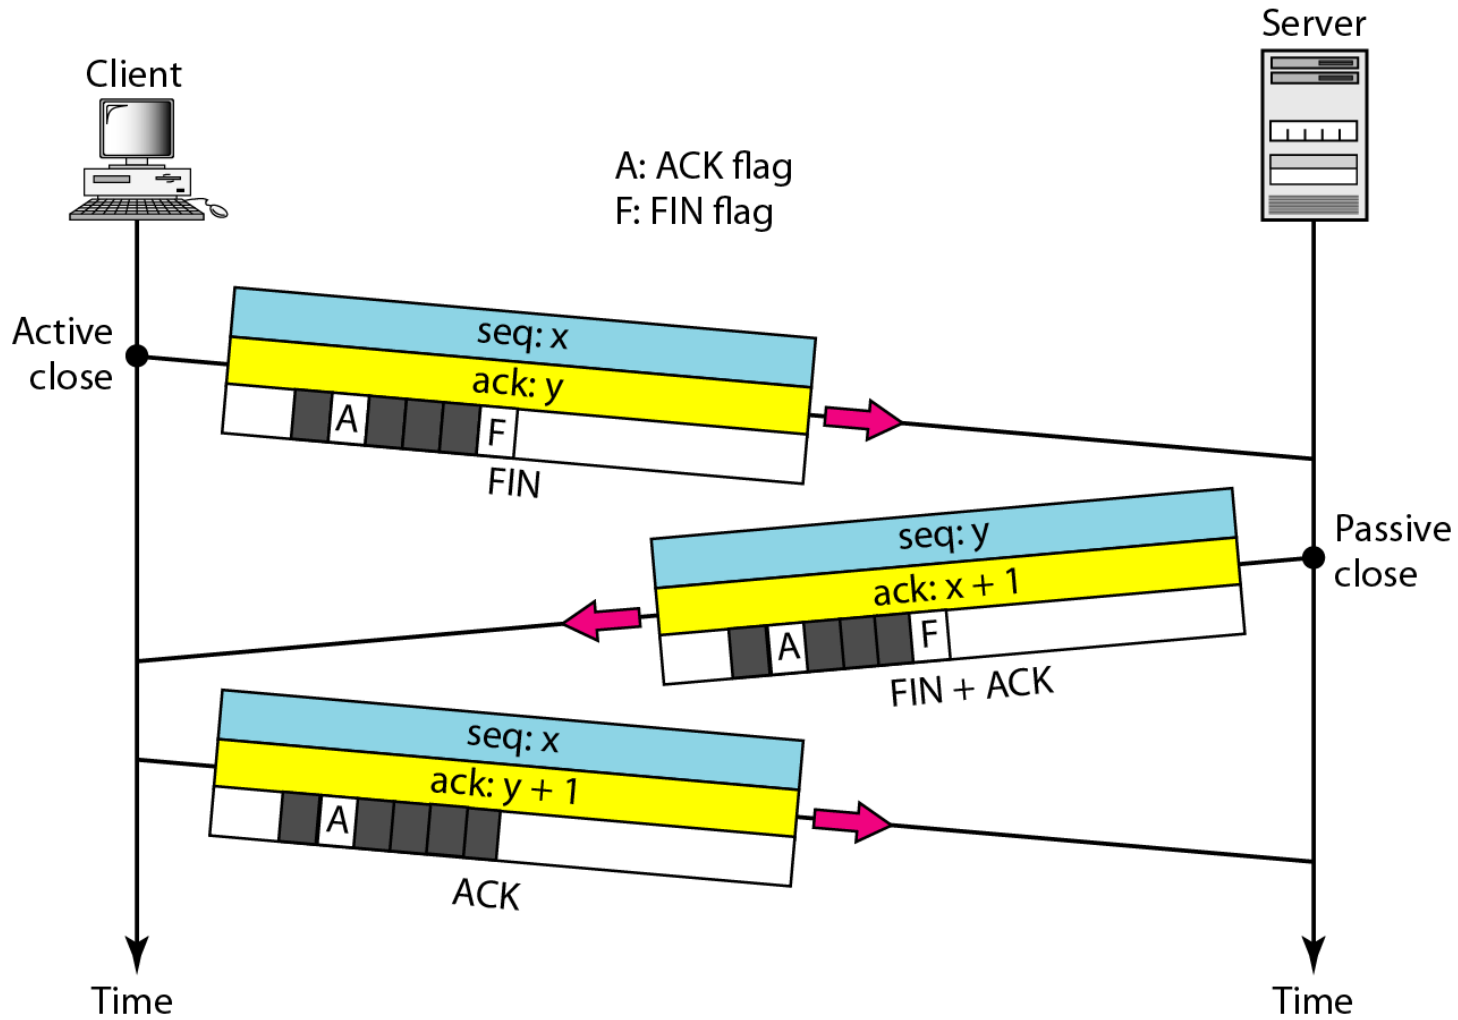 Client
Server
A: ACK flag
F: FIN flag
Active
close
seq: x
ack: y
A
F
FIN
Passive
close
seq: y
ack: x + 1
A
F
FIN + ACK
seq: x
ack: y + 1
A
ACK
Time
Time